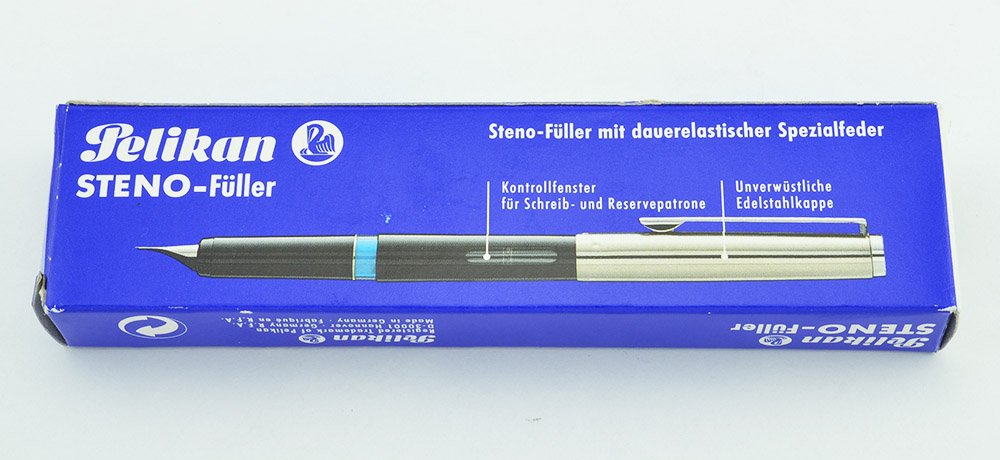 Pelikan
STENO-Füller
Steno-Füller mit dauerelastischer Spezialfeder
Kontrollfenster
für Schreib- und Reservepatrone
Unverwüstliche
Edelstahlkappe
Pelikan
STENO-Füller
Registered Trademark of Pelikan
D-30001 Hannover · Germany R.F.A.
Made in Germany · Fabriqué en R.F.A.